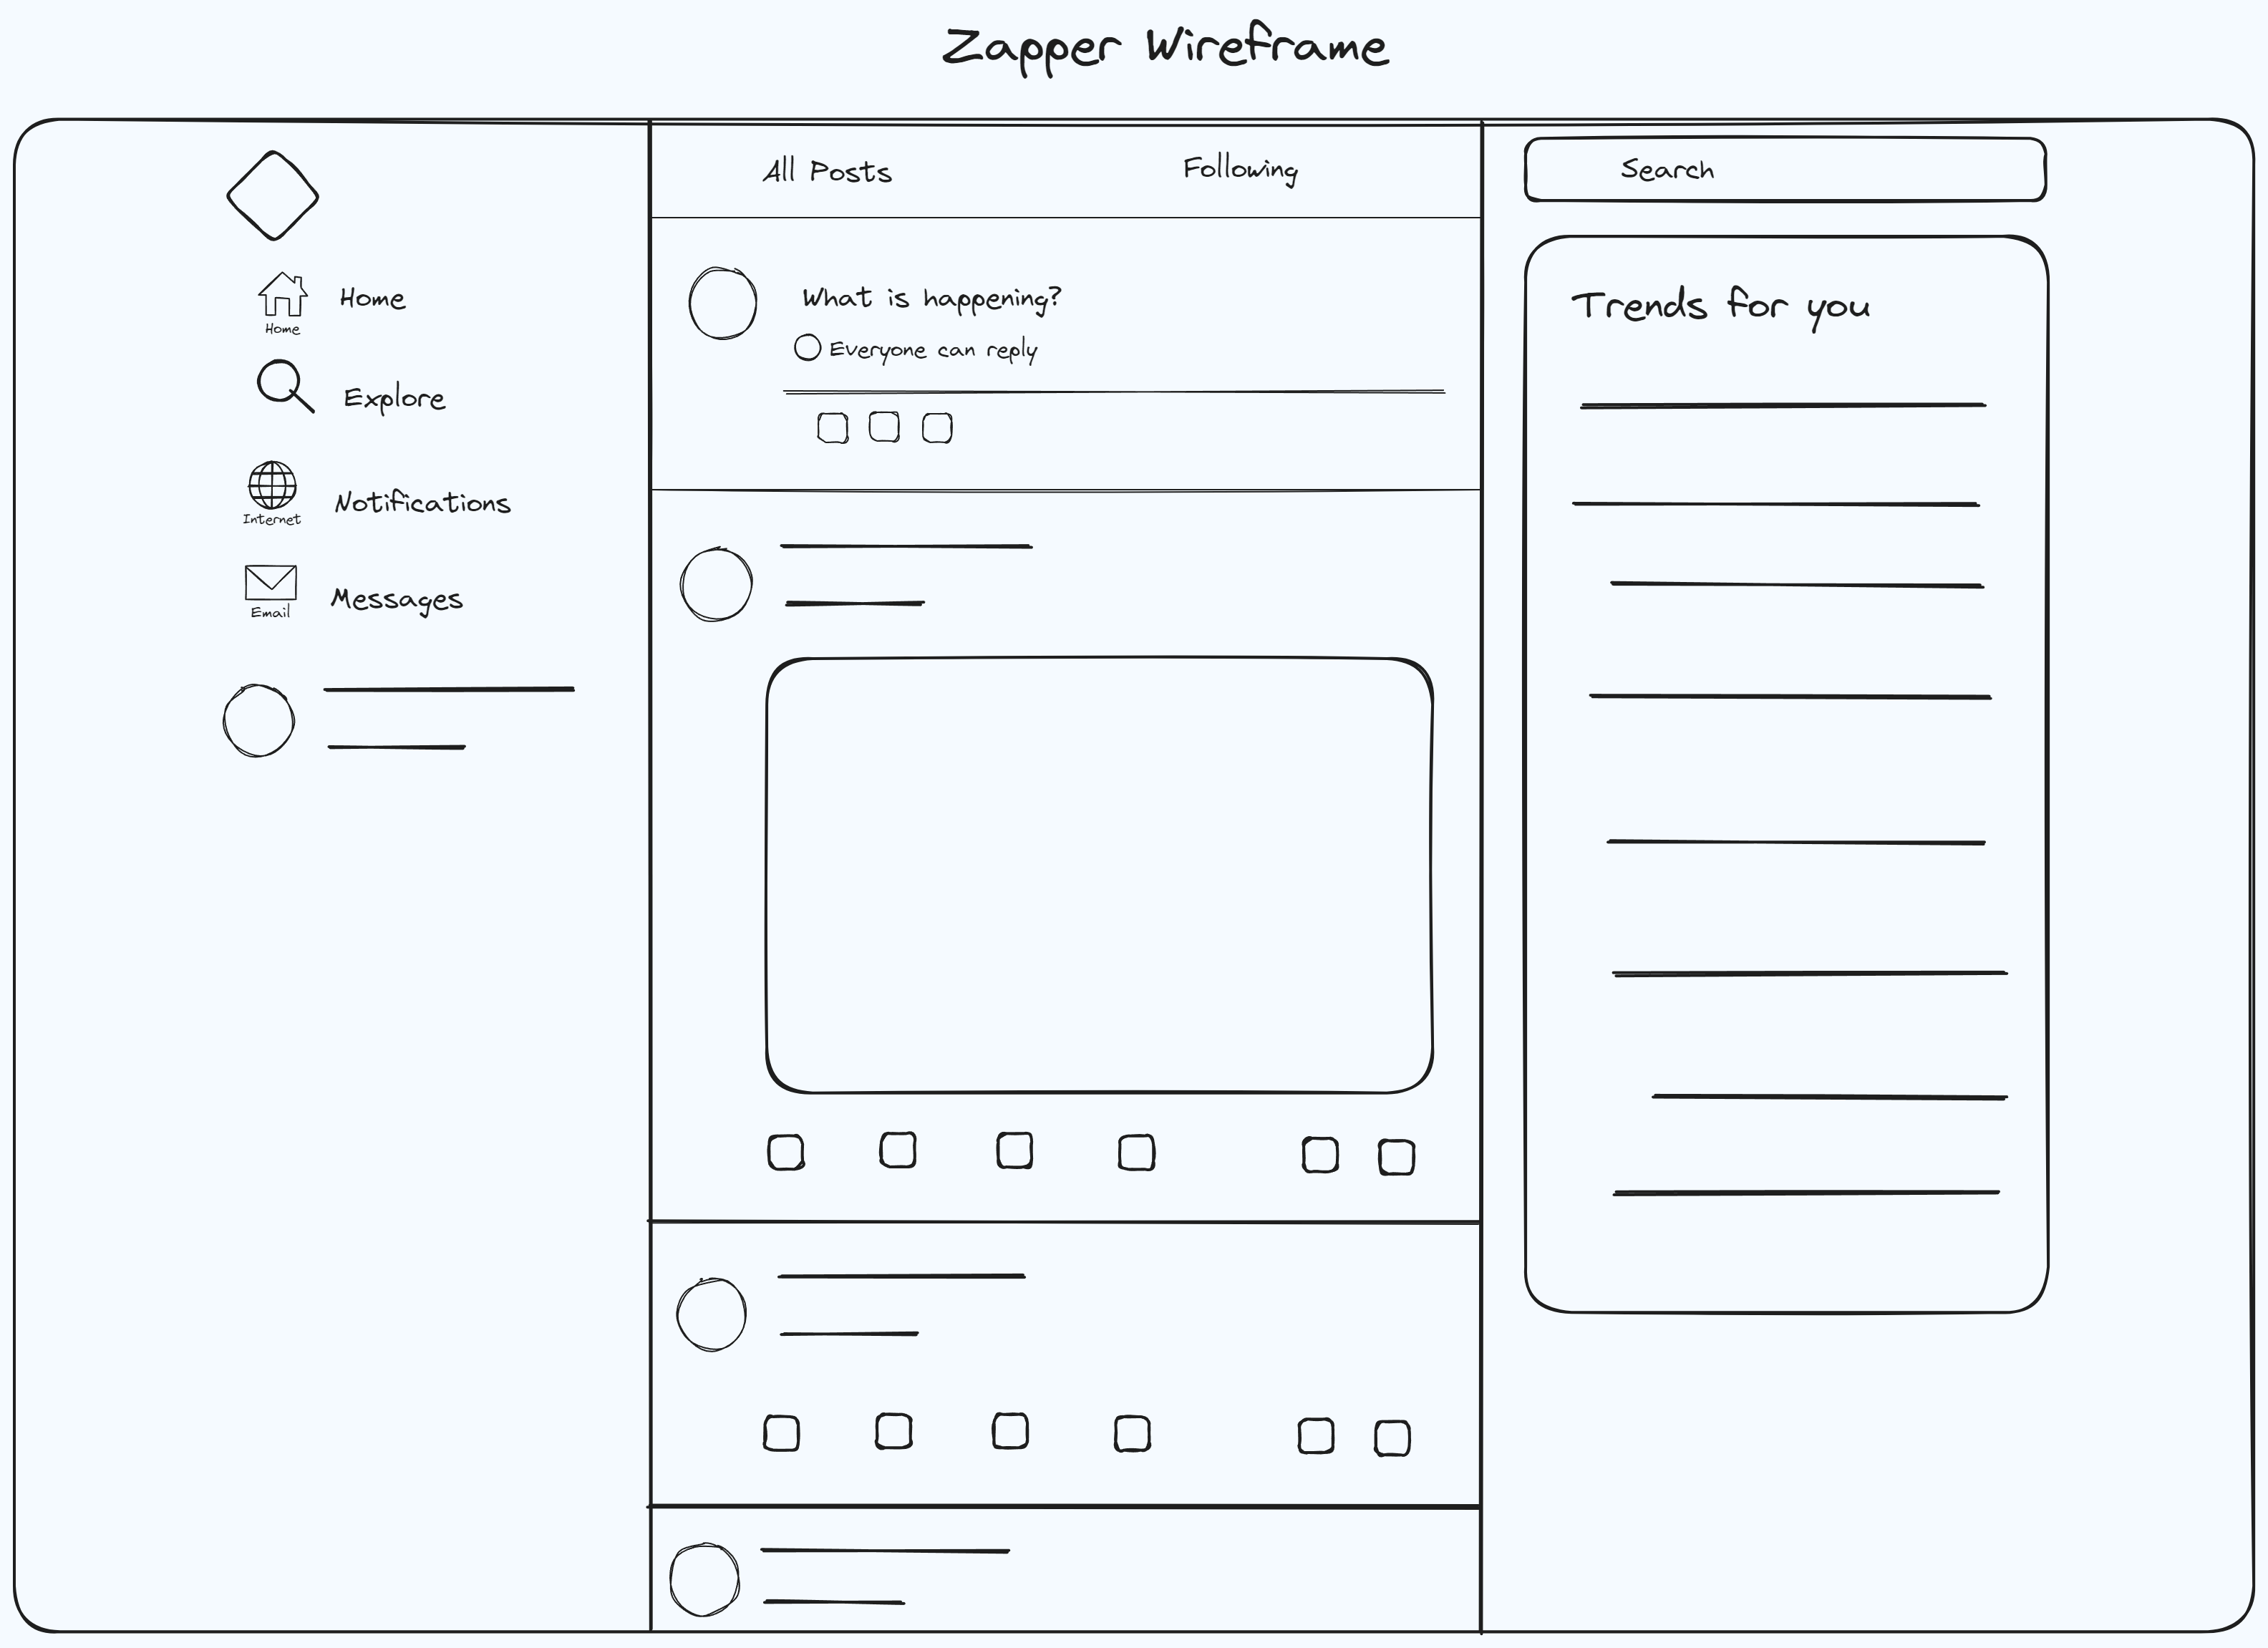 Zapper Wireframe
Home
Home
Explore
Internet
Notifications
Email
Messages
All Posts
Following
What is happening?
Everyone can reply
Search
Trends for you